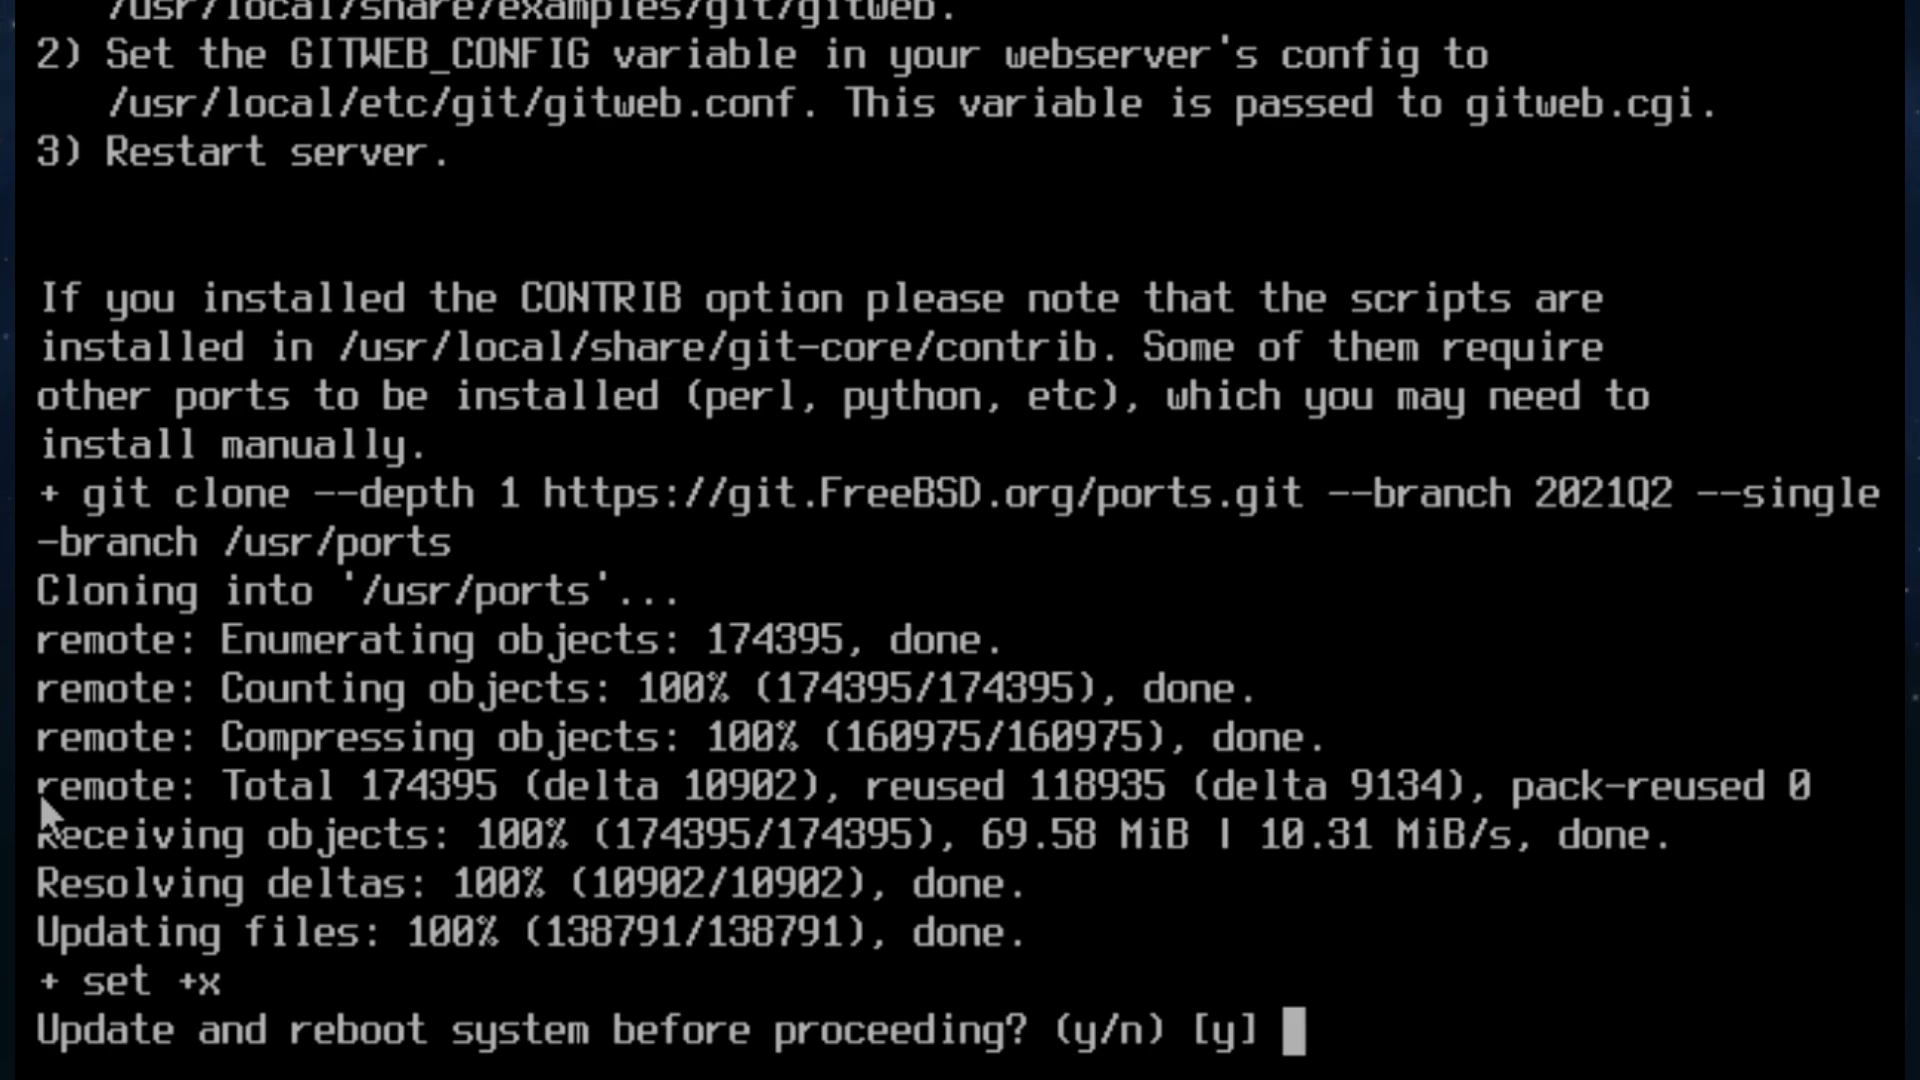 /usr/local/share/examples/git/gitweb.
2) Set the GITWEB_CONFIG variable in your webserver's config to
/usr/local/etc/git/gitweb.conf. This variable is passed to gitweb.cgi.
3) Restart server.
If you installed the CONTRIB option please note that the scripts are
installed in /usr/local/share/git-core/contrib. Some of them require
other ports to be installed (perl, python, etc), which you may need to
install manually.
+ git clone --depth 1 https://git.FreeBSD.org/ports.git --branch 2021Q2 --single
-branch /usr/ports
Cloning into '/usr/ports'...
remote: Enumerating objects: 174395, done.
remote: Counting objects: 100% (174395/174395), done.
remote: Compressing objects: 100% (160975/160975), done.
remote: Total 174395 (delta 10902), reused 118935 (delta 9134), pack-reused 0
Receiving objects: 100% (174395/174395), 69.58 MiB | 10.31 MiB/s, done.
Resolving deltas: 100% (10902/10902), done.
Updating files: 100% (138791/138791), done.
+ set +x
Update and reboot system before proceeding? (y/n) [y]